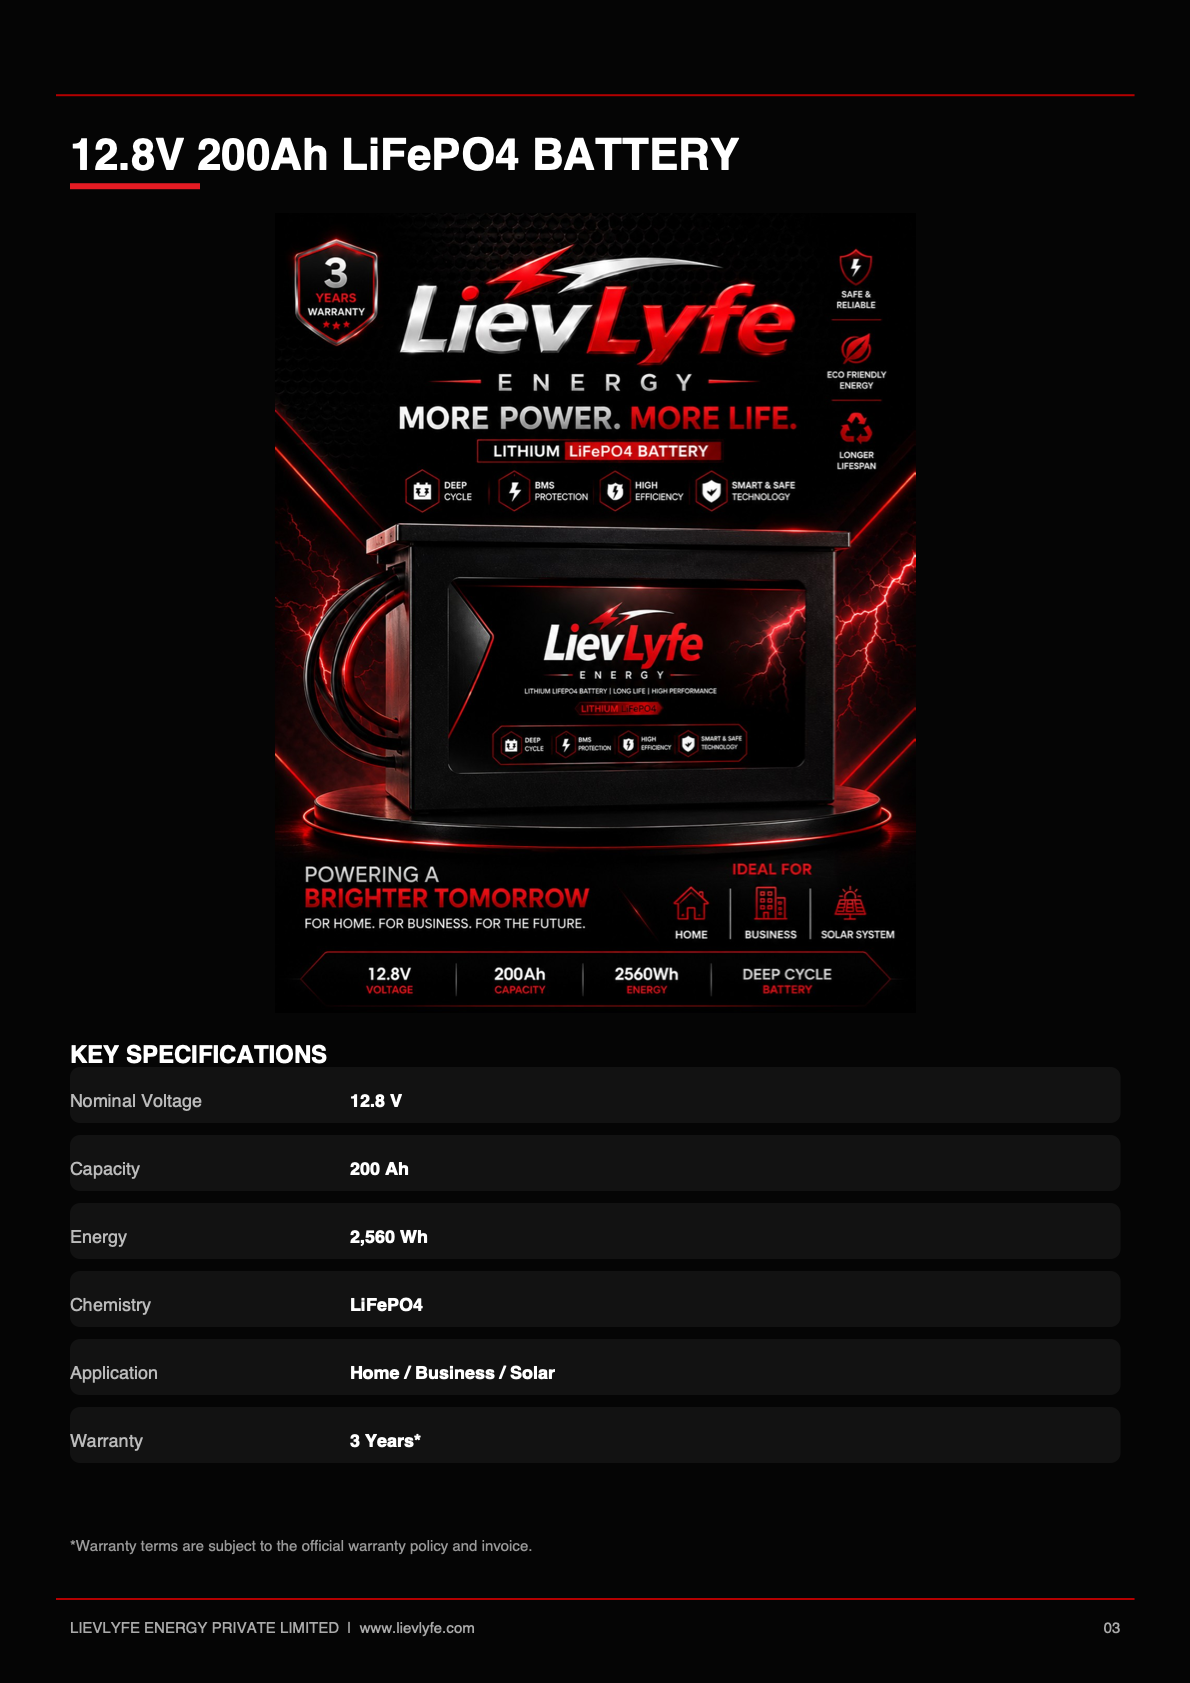 12.8V 200Ah LiFePO4 BATTERY
3
YEARS
WARRANTY
LievLyfe
ENERGY
MORE POWER. MORE LIFE.
LITHIUM LiFePO4 BATTERY
DEEP
CYCLE
BMS
PROTECTION
HIGH
EFFICIENCY
SMART & SAFE
TECHNOLOGY
SAFE &
RELIABLE
ECO FRIENDLY
ENERGY
LONGER
LIFESPAN
LievLyfe
ENERGY
LITHIUM LIFEPO4 BATTERY | LONG LIFE | HIGH PERFORMANCE
LITHIUM LiFePO4
DEEP
CYCLE
BMS
PROTECTION
HIGH
EFFICIENCY
SMART & SAFE
TECHNOLOGY
POWERING A
BRIGHTER TOMORROW
FOR HOME. FOR BUSINESS. FOR THE FUTURE.
IDEAL FOR
HOME
BUSINESS
SOLAR SYSTEM
12.8V
VOLTAGE
200Ah
CAPACITY
2560Wh
ENERGY
DEEP CYCLE
BATTERY
KEY SPECIFICATIONS
Nominal Voltage 12.8 V
Capacity 200 Ah
Energy 2,560 Wh
Chemistry LiFePO4
Application Home / Business / Solar
Warranty 3 Years*
*Warranty terms are subject to the official warranty policy and invoice.
LIEVLYFE ENERGY PRIVATE LIMITED | www.lievlyfe.com 03